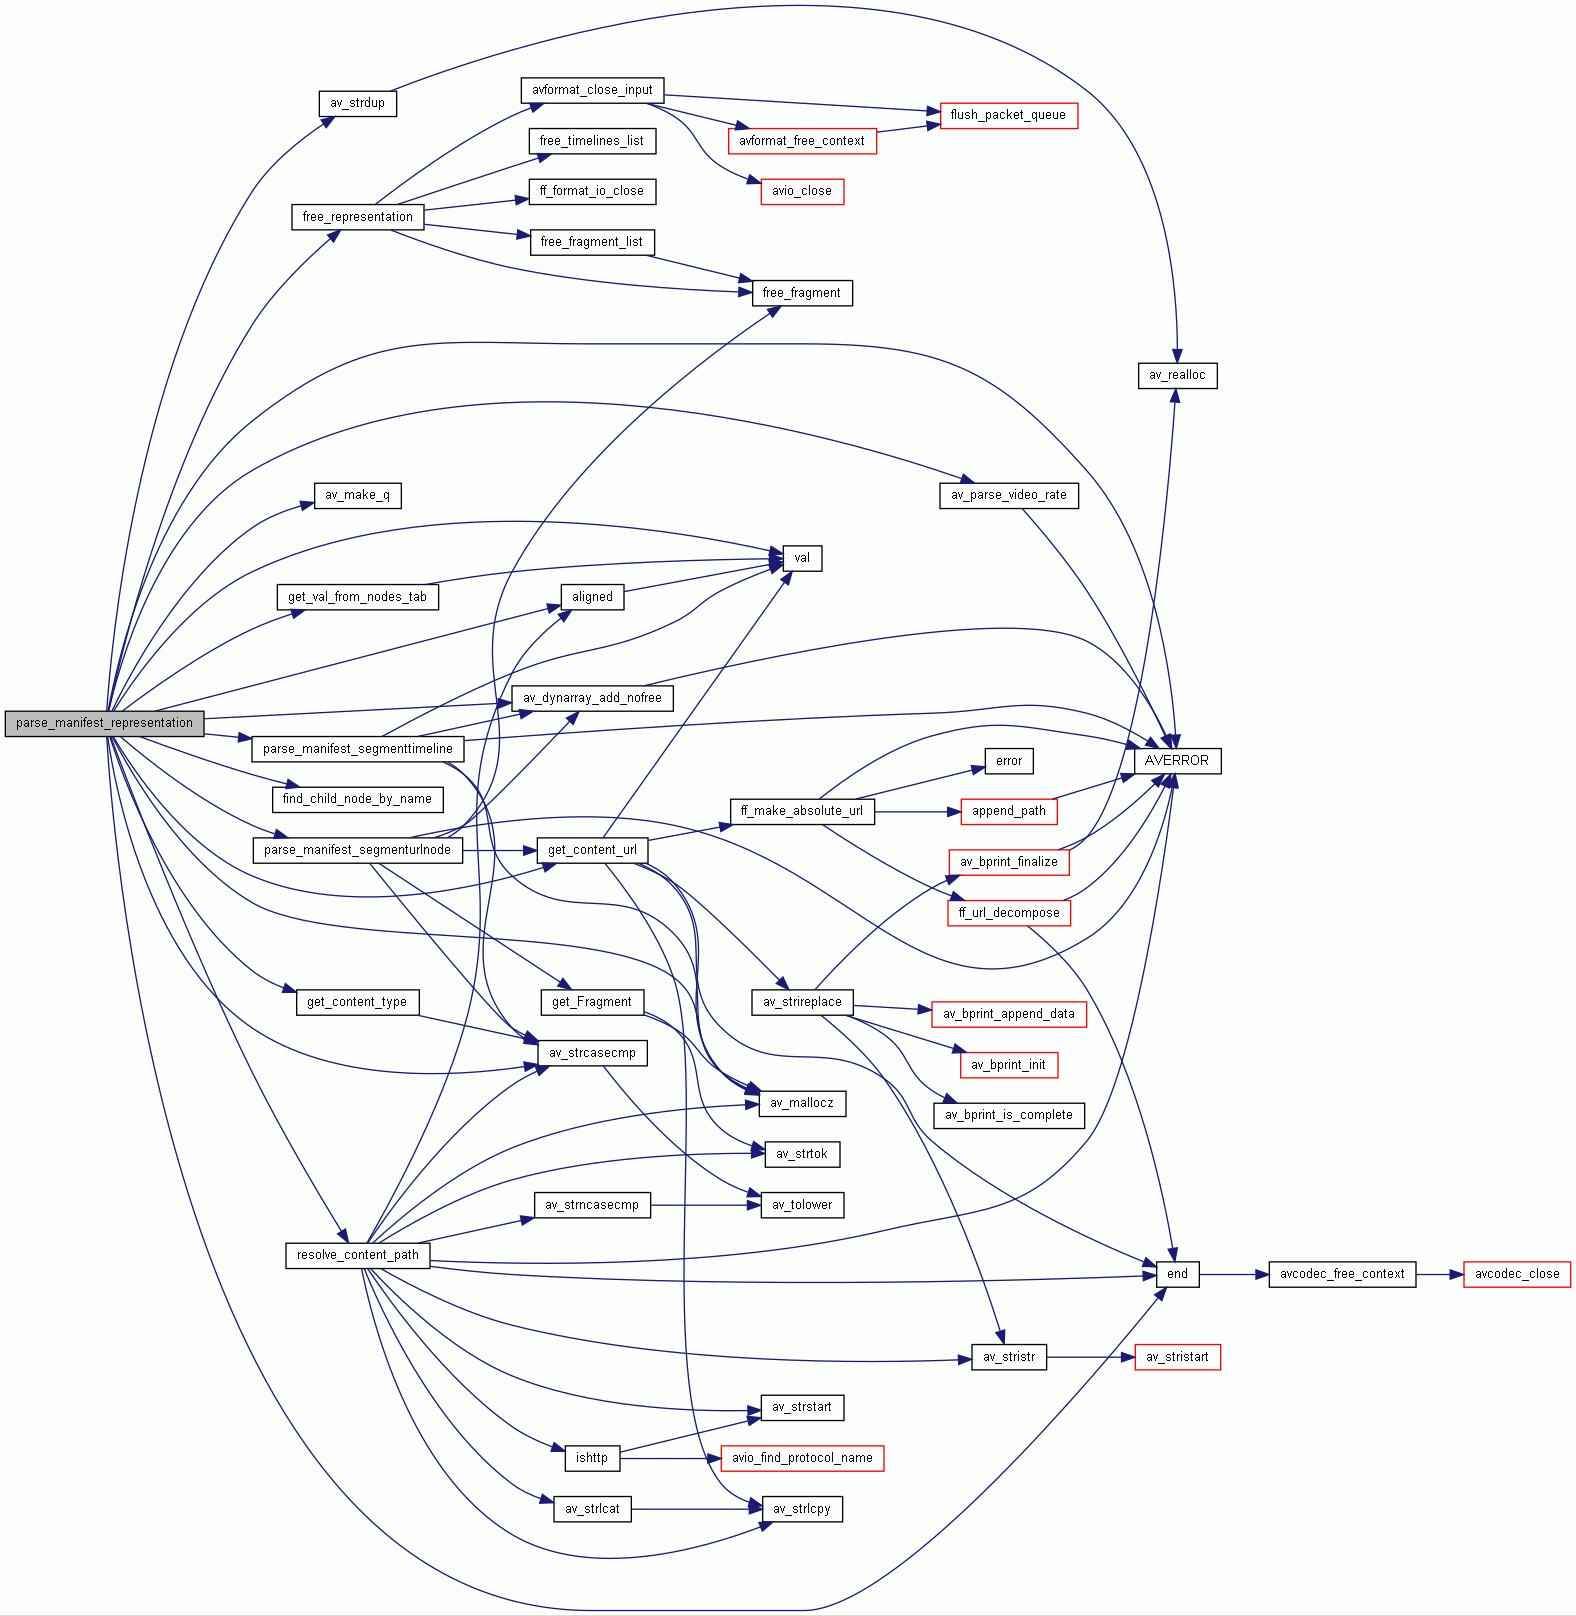 av_strdup
avformat_close_input
flush_packet_queue
free_timelines_list
avformat_free_context
ff_format_io_close
avio_close
free_representation
free_fragment_list
free_fragment
av_realloc
av_make_q
av_parse_video_rate
val
get_val_from_nodes_tab
aligned
av_dynarray_add_nofree
parse_manifest_representation
parse_manifest_segmenttimeline
AVERROR
error
find_child_node_by_name
ff_make_absolute_url
append_path
parse_manifest_segmenturlnode
get_content_url
av_bprint_finalize
ff_url_decompose
get_content_type
get_Fragment
av_strireplace
av_bprint_append_data
av_strcasecmp
av_bprint_init
av_mallocz
av_bprint_is_complete
av_strtok
av_strncasecmp
av_tolower
resolve_content_path
end
avcodec_free_context
avcodec_close
av_stristr
av_stristart
av_strstart
ishttp
avio_find_protocol_name
av_strlcat
av_strlcpy